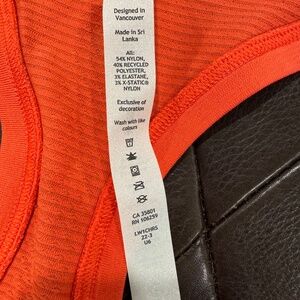 Designed in
Vancouver
Made in Sri
Lanka
All:
54% NYLON,
40% RECYCLED
POLYESTER,
3% ELASTANE,
3% X-STATIC®
NYLON
Exclusive of
decoration
Wash with like
colours
CA 35801
RN 106259
LW1CHRS
22-3
U6